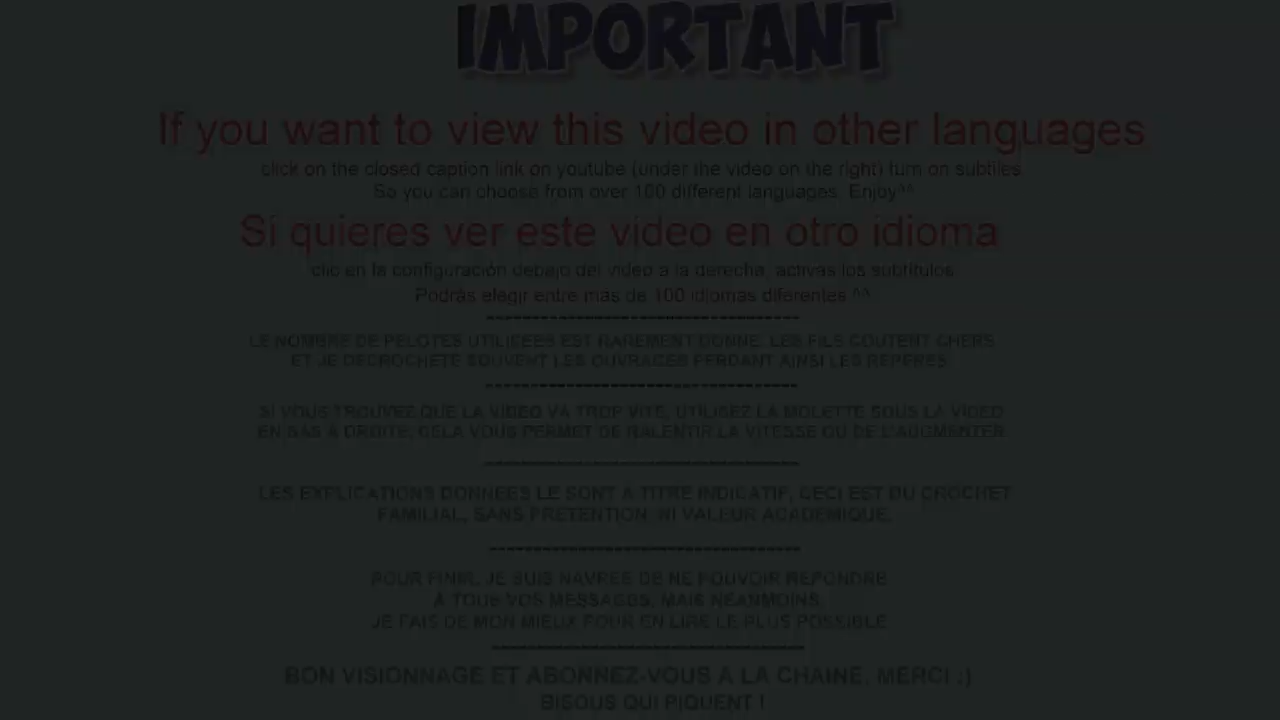 IMPORTANT
If you want to view this video in other languages
click on the closed caption link on youtube (under the video on the right) turn on subtiles
So you can choose from over 100 different languages. Enjoy^^
Si quieres ver este video en otro idioma
clic en la configuración debajo del video a la derecha, activas los subtítulos
Podrás elegir entre mas de 100 idiomas diferentes ^^
-----------------------------------
LE NOMBRE DE PELOTES UTILISEES EST RAREMENT DONNE, LES FILS COUTENT CHERS
ET JE DECROCHETE SOUVENT LES OUVRAGES PERDANT AINSI LES REPERES.
-----------------------------------
SI VOUS TROUVEZ QUE LA VIDEO VA TROP VITE, UTILISEZ LA MOLETTE SOUS LA VIDEO
EN BAS A DROITE, CELA VOUS PERMET DE RALENTIR LA VITESSE OU DE L'AUGMENTER
-----------------------------------
LES EXPLICATIONS DONNEES LE SONT A TITRE INDICATIF, CECI EST DU CROCHET
FAMILIAL, SANS PRETENTION, NI VALEUR ACADEMIQUE.
-----------------------------------
POUR FINIR, JE SUIS NAVREE DE NE POUVOIR REPONDRE
A TOUS VOS MESSAGES, MAIS NEANMOINS
JE FAIS DE MON MIEUX POUR EN LIRE LE PLUS POSSIBLE
-----------------------------------
BON VISIONNAGE ET ABONNEZ-VOUS A LA CHAINE, MERCI :)
BISOUS QUI PIQUENT !